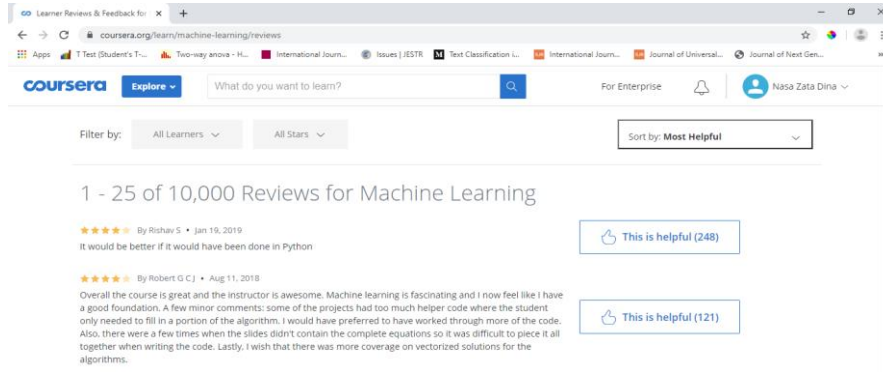 Learner Reviews & Feedback for
coursera.org/learn/machine-learning/reviews
Apps T Test (Student's T-... Two-way anova - H... International Journ... Issues | JESTR Text Classification i... International Journ... Journal of Universal... Journal of Next Gen...
coursera Explore What do you want to learn? For Enterprise Nasa Zata Dina
Filter by: All Learners All Stars Sort by: Most Helpful
1 - 25 of 10,000 Reviews for Machine Learning
By Rishav S • Jan 19, 2019
It would be better if it would have been done in Python
This is helpful (248)
By Robert G C J • Aug 11, 2018
Overall the course is great and the instructor is awesome. Machine learning is fascinating and I now feel like I have
a good foundation. A few minor comments: some of the projects had too much helper code where the student
only needed to fill in a portion of the algorithm. I would have preferred to have worked through more of the code.
Also, there were a few times when the slides didn't contain the complete equations so it was difficult to piece it all
together when writing the code. Lastly, I wish that there was more coverage on vectorized solutions for the
algorithms.
This is helpful (121)